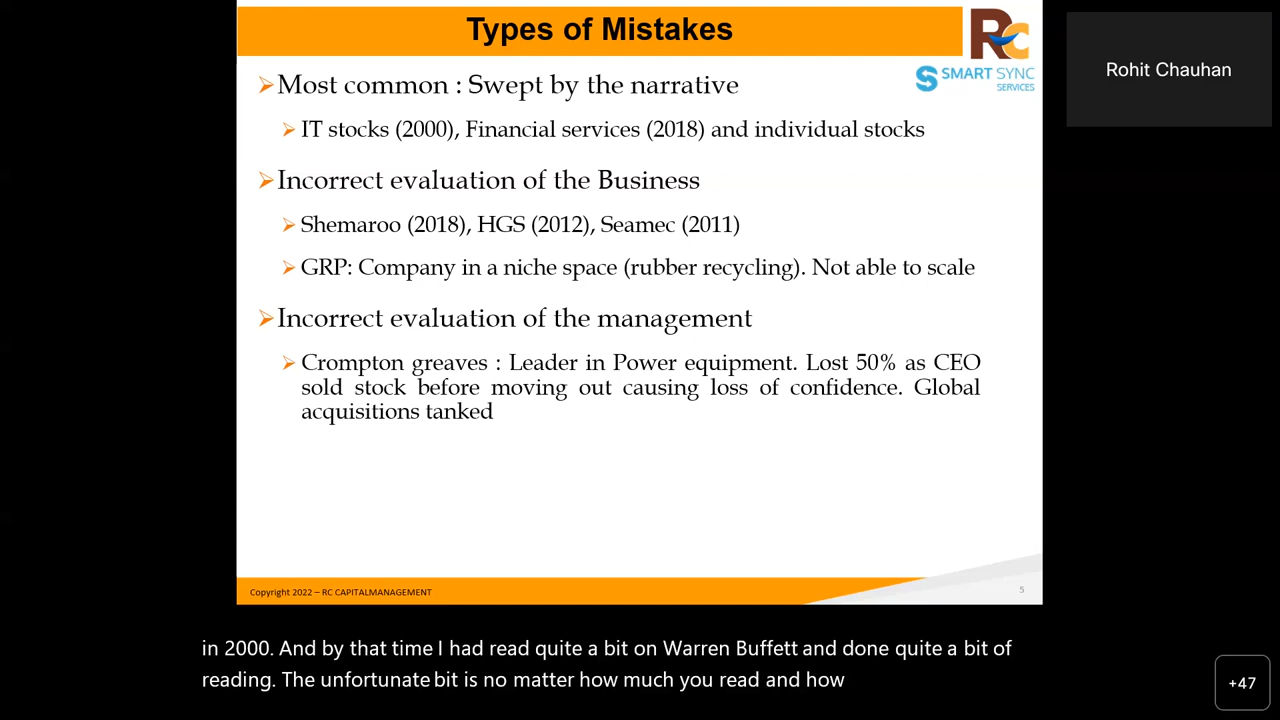 Types of Mistakes
Rc
SMART SYNC
SERVICES
Rohit Chauhan
Most common : Swept by the narrative
IT stocks (2000), Financial services (2018) and individual stocks
Incorrect evaluation of the Business
Shemaroo (2018), HGS (2012), Seamec (2011)
GRP: Company in a niche space (rubber recycling). Not able to scale
Incorrect evaluation of the management
Crompton greaves : Leader in Power equipment. Lost 50% as CEO
sold stock before moving out causing loss of confidence. Global
acquisitions tanked
Copyright 2022 – RC CAPITALMANAGEMENT
5
in 2000. And by that time I had read quite a bit on Warren Buffett and done quite a bit of
reading. The unfortunate bit is no matter how much you read and how
+47